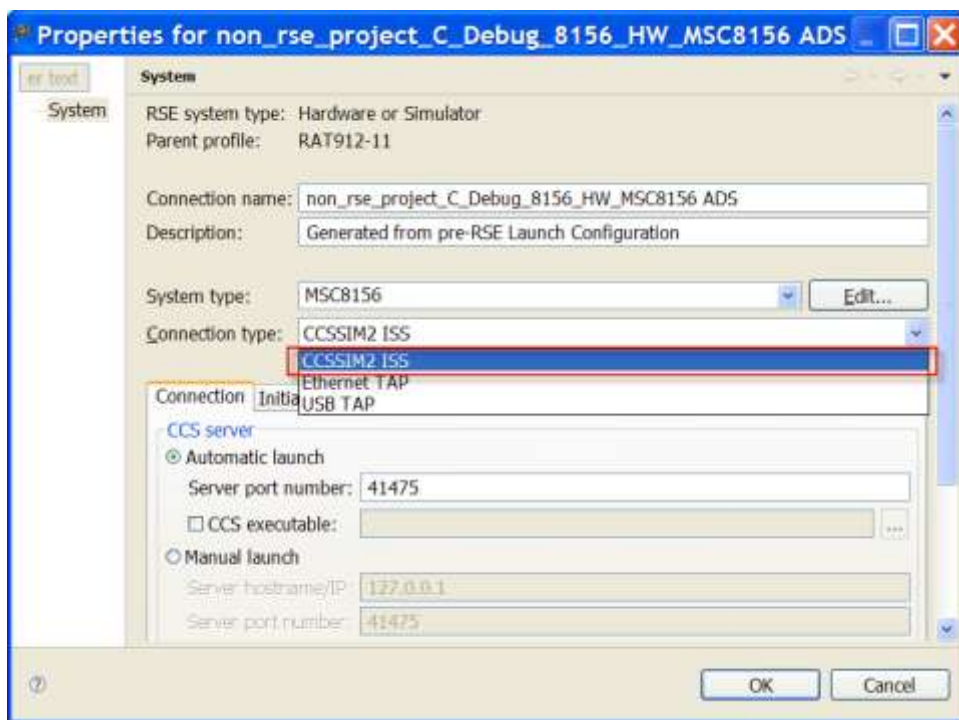 Properties for non_rse_project_C_Debug_8156_HW_MSC8156 ADS
er text
System
System
RSE system type: Hardware or Simulator
Parent profile: RAT912-11
Connection name: non_rse_project_C_Debug_8156_HW_MSC8156 ADS
Description: Generated from pre-RSE Launch Configuration
System type: MSC8156 Edit...
Connection type: CCSSIM2 ISS
CCSSIM2 ISS
Ethernet TAP
USB TAP
Connection Initia
CCS server
Automatic launch
Server port number: 41475
CCS executable: ...
Manual launch
Server hostname/IP: 127.0.0.1
Server port number: 41475
OK Cancel